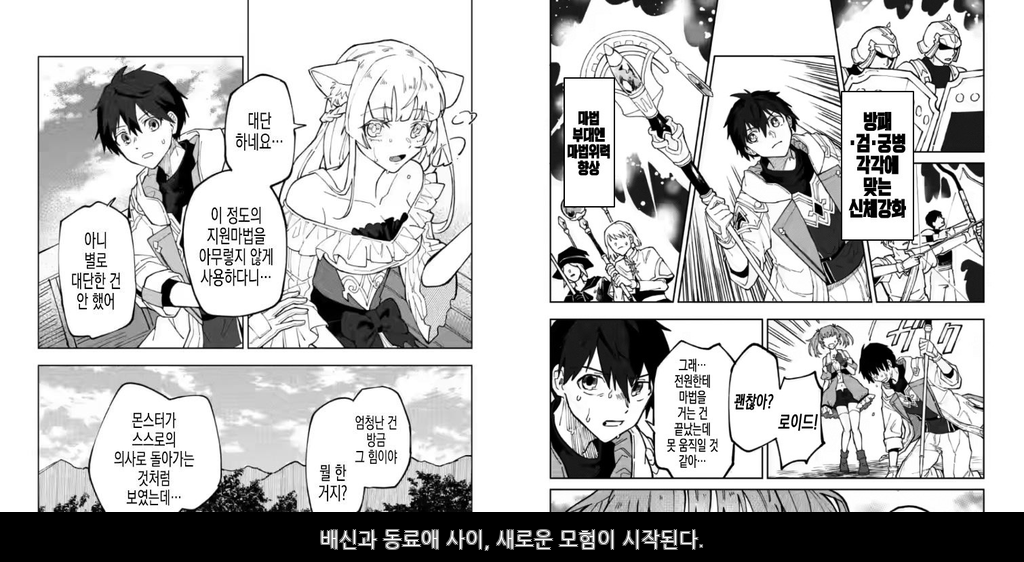 대단
하네요…
이 정도의
지원마법을
아무렇지 않게
사용하다니…
아니
별로
대단한 건
안 했어
엄청난 건
방금
그 힘이야
뭘 한
거지?
몬스터가
스스로의
의사로 돌아가는
것처럼
보였는데…
방패
·검·궁병
각각에
맞는
신체강화
마법
부대엔
마법위력
향상
로이드!
괜찮아?
그래…
전원한테
마법을
거는 건
끝났는데
못 움직일 것
같아…
ガクッ
배신과 동료애 사이, 새로운 모험이 시작된다.